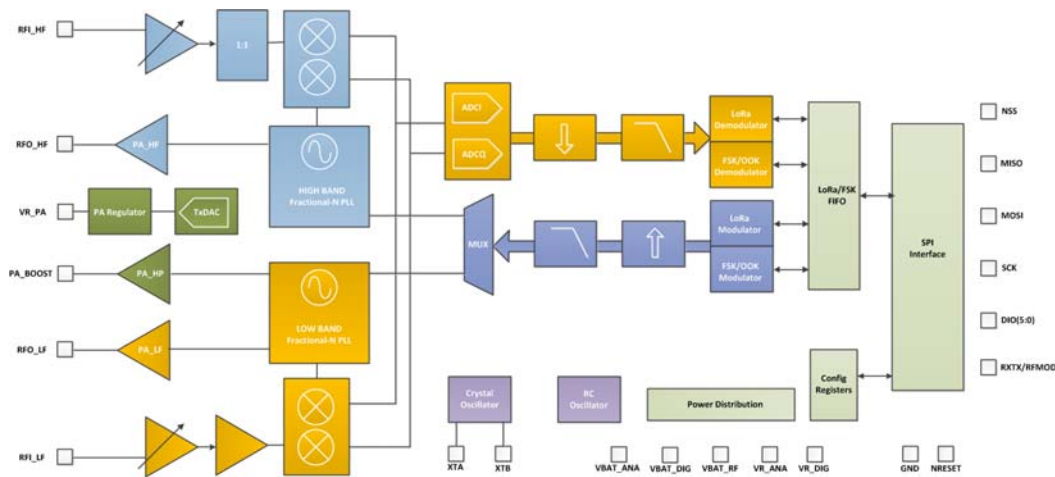 RFI_HF
1:1
RFO_HF
PA_HF
HIGH BAND
Fractional-N PLL
VR_PA
PA Regulator
TxDAC
PA_BOOST
PA_HP
RFO_LF
PA_LF
LOW BAND
Fractional-N PLL
RFI_LF
ADCI
ADCQ
LoRa
Demodulator
FSK/OOK
Demodulator
MUX
LoRa
Modulator
FSK/OOK
Modulator
LoRa/FSK
FIFO
SPI
Interface
Config
Registers
Crystal
Oscillator
RC
Oscillator
Power Distribution
XTA
XTB
VBAT_ANA
VBAT_DIG
VBAT_RF
VR_ANA
VR_DIG
GND
NRESET
NSS
MISO
MOSI
SCK
DIO(5:0)
RXTX/RFMOD